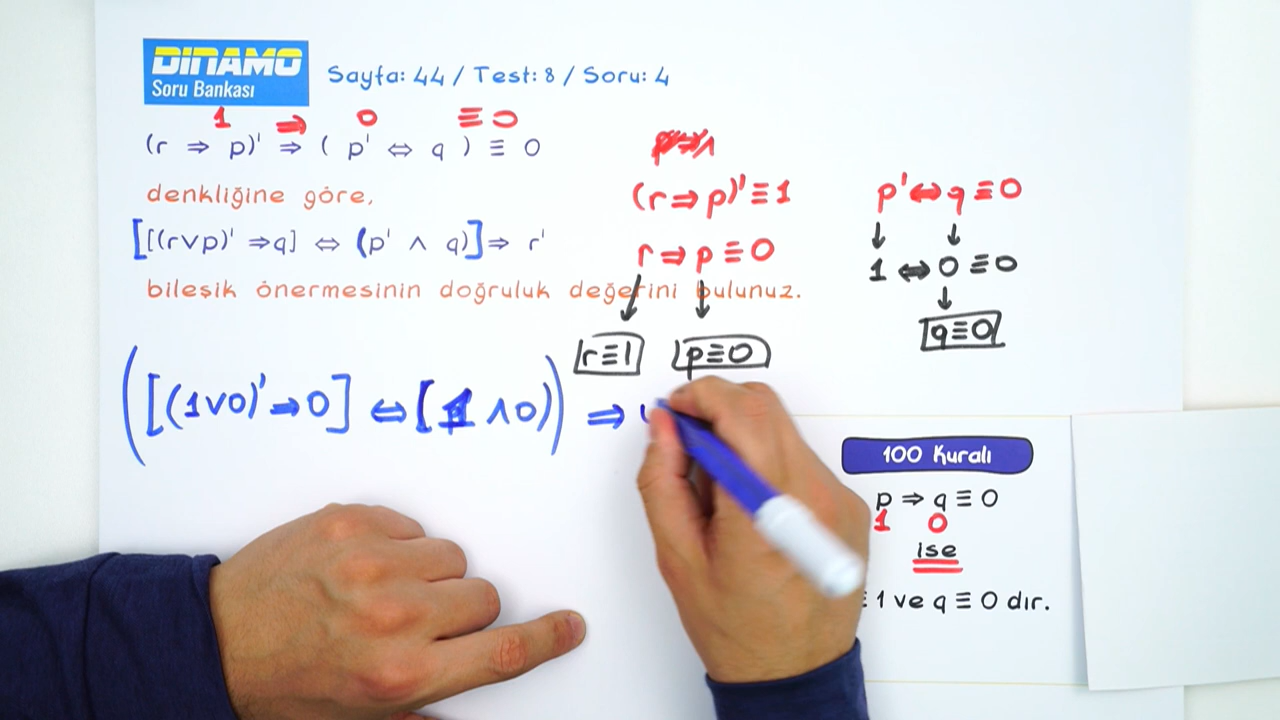 DİNAMO
Soru Bankası
Sayfa: 44 / Test: 8 / Soru: 4
1 ⇒ 0 ≡ 0
(r ⇒ p)' ⇒ ( p' ⇔ q ) ≡ 0
denkliğine göre,
[[(r∨p)' ⇒q] ⇔ (p' ∧ q)]⇒ r'
bileşik önermesinin doğruluk değerini bulunuz.
(r⇒p)'≡1
r⇒p≡0
r≡1 p≡0
p'⇔q≡0
1 ⇔ 0 ≡0
q≡0
([(1∨0)'⇒0] ⇔ [1 ∧0)) ⇒
100 Kuralı
p ⇒ q ≡ 0
1 0
ise
≡ 1 ve q ≡ 0 dır.